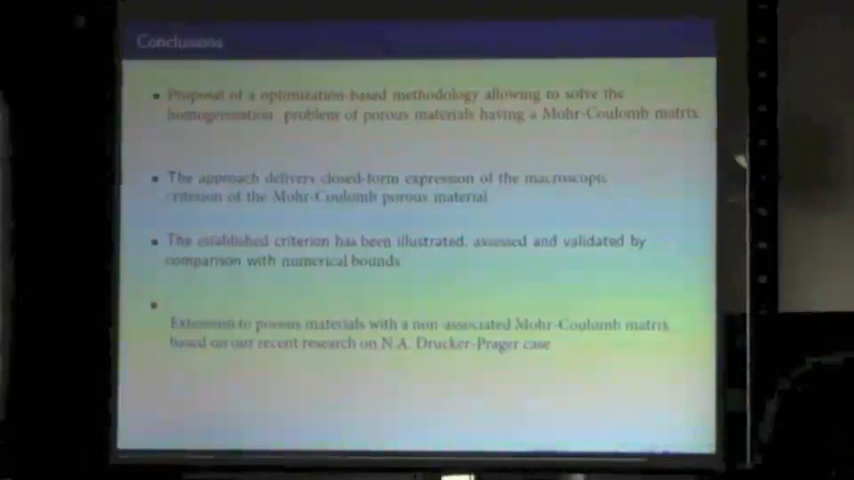 Conclusions
Proposal of a optimization-based methodology allowing to solve the
homogenization problem of porous materials having a Mohr-Coulomb matrix
The approach delivers closed-form expression of the macroscopic
criterion of the Mohr-Coulomb porous material
The established criterion has been illustrated, assessed and validated by
comparison with numerical bounds
Extension to porous materials with a non-associated Mohr-Coulomb matrix
based on our recent research on N.A. Drucker-Prager case